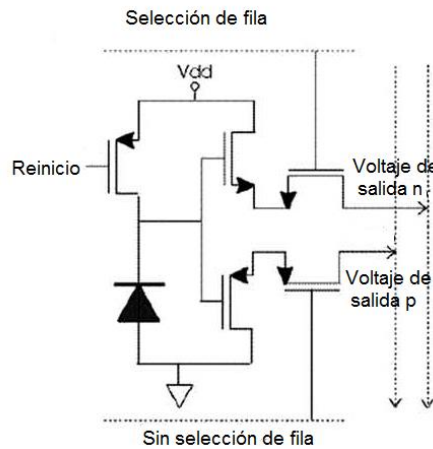 Selección de fila
Vdd
Reinicio
Voltaje de
salida n
Voltaje de
salida p
Sin selección de fila